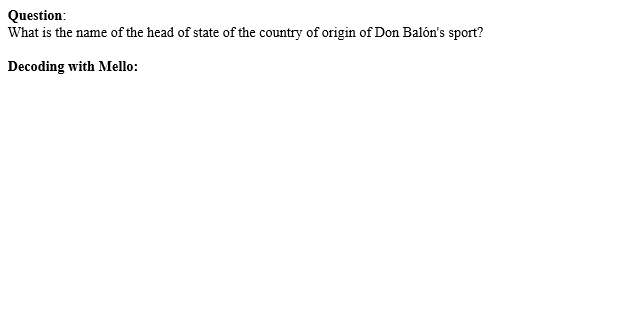 Question:
What is the name of the head of state of the country of origin of Don Balón's sport?
Decoding with Mello: